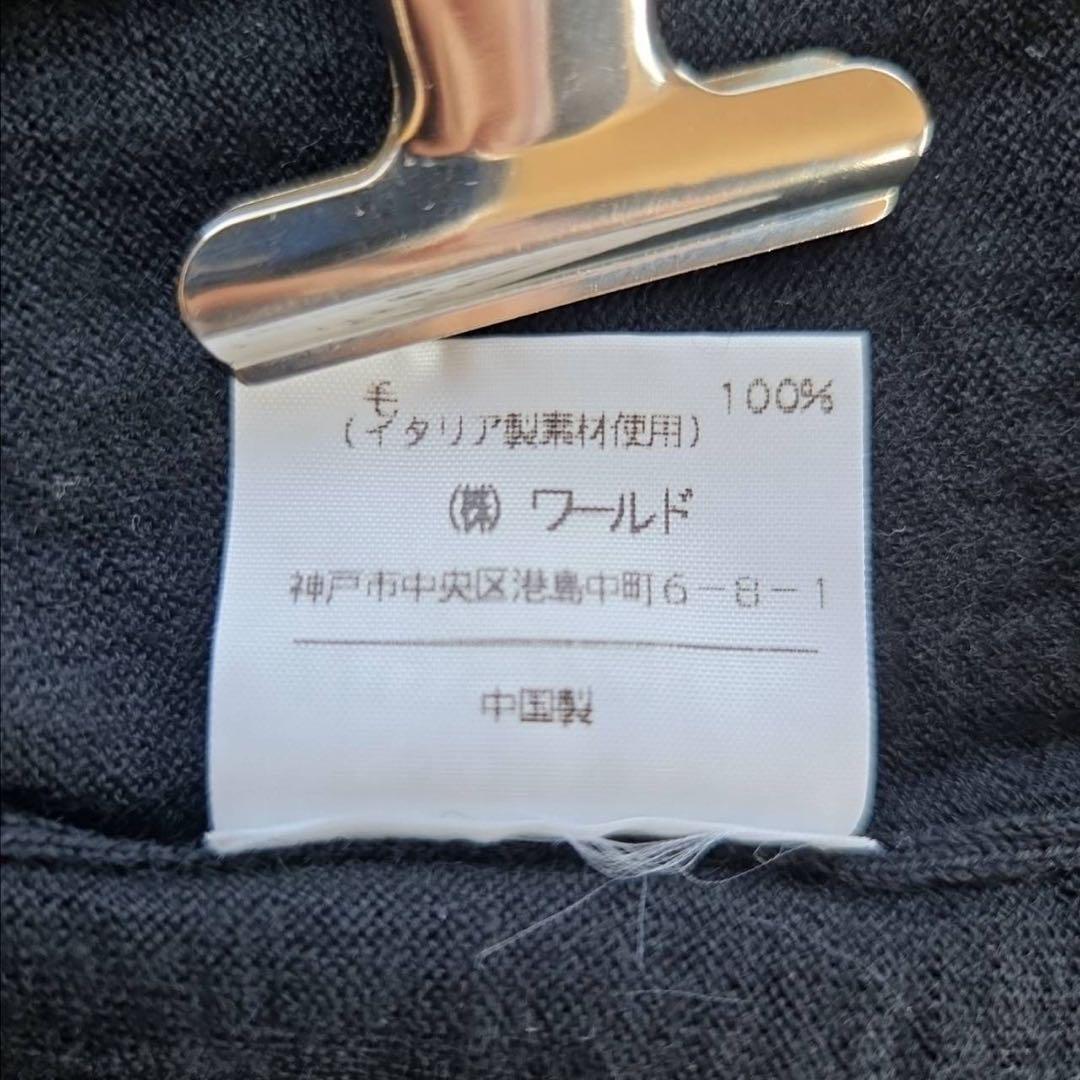 毛 100%
(イタリア製素材使用)
㈱ ワールド
神戸市中央区港島中町6-8-1
中国製